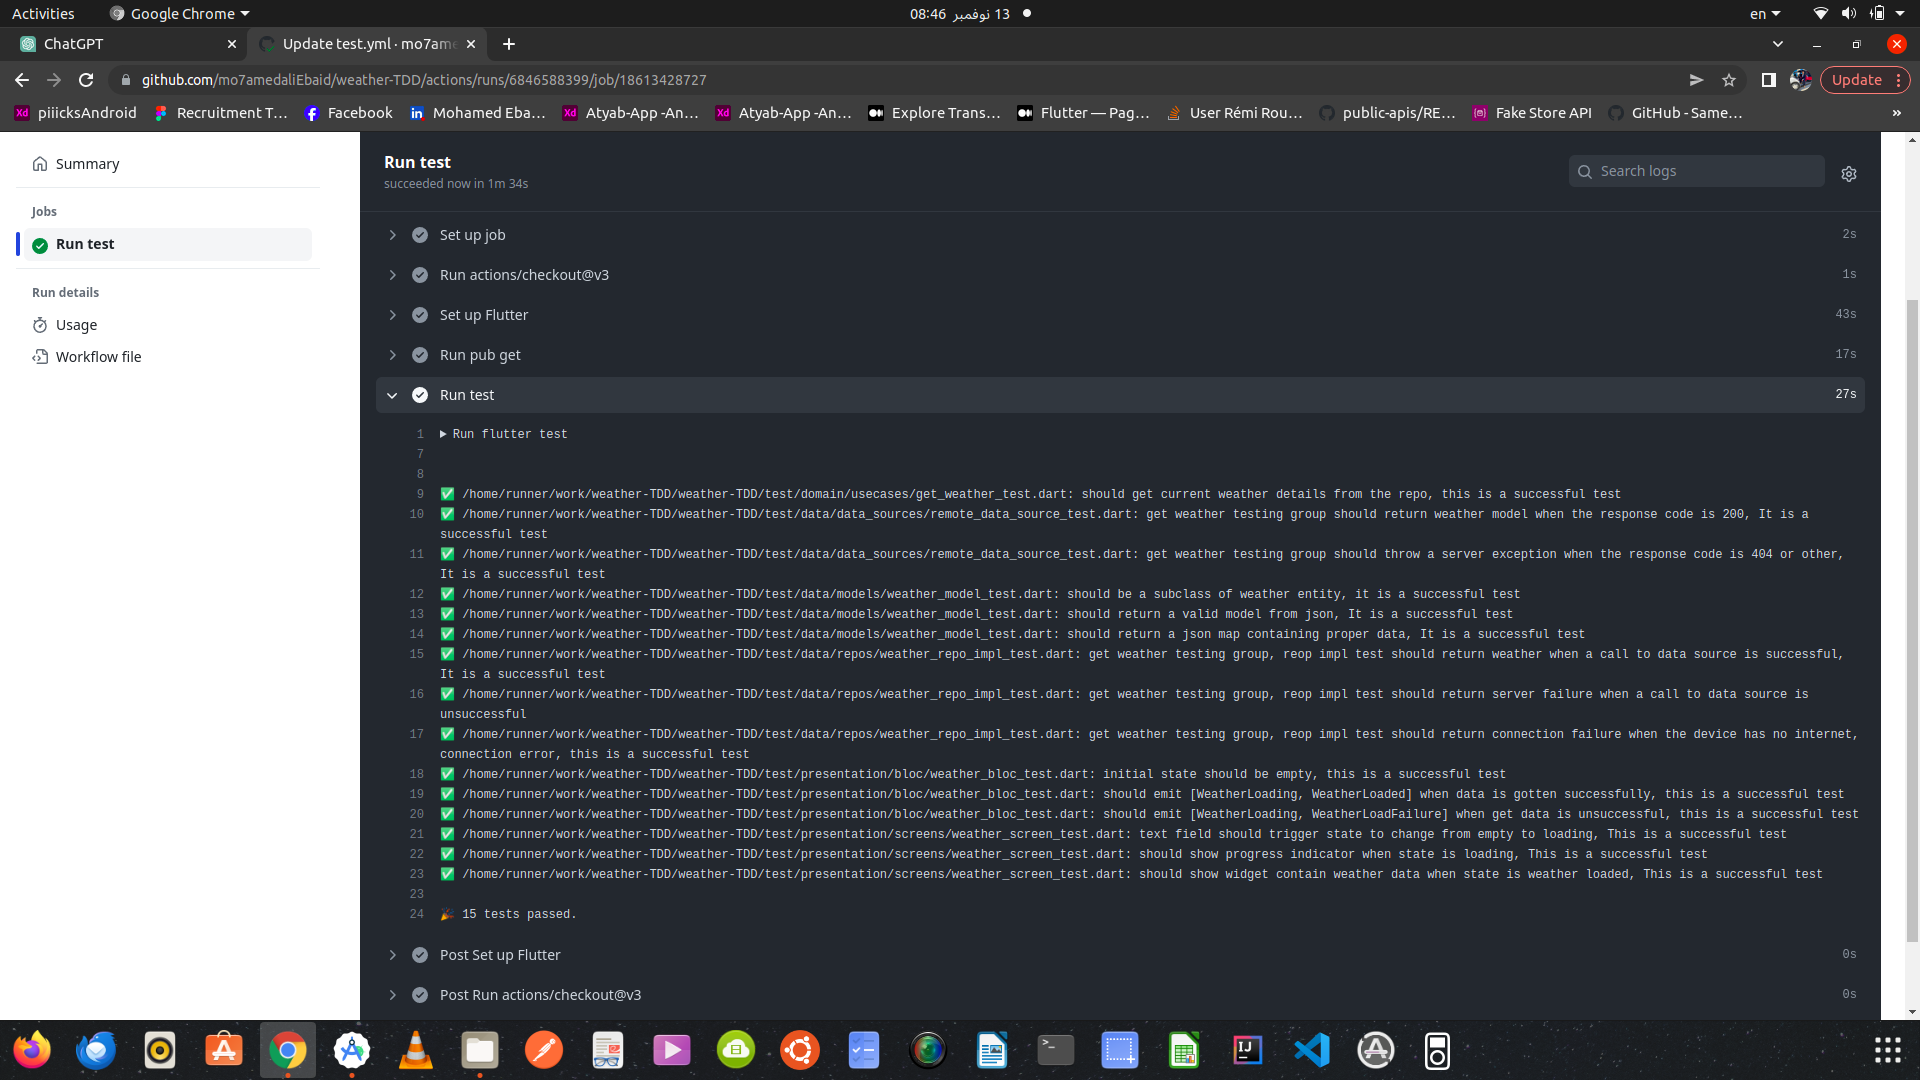 Activities
Google Chrome
13 نوفمبر 08:46
en
ChatGPT
Update test.yml · mo7ame
github.com/mo7amedaliEbaid/weather-TDD/actions/runs/6846588399/job/18613428727
Update
piiicksAndroid
Recruitment T...
Facebook
Mohamed Eba...
Atyab-App -An...
Atyab-App -An...
Explore Trans...
Flutter — Pag...
User Rémi Rou...
public-apis/RE...
Fake Store API
GitHub - Same...
»
Summary
Jobs
Run test
Run details
Usage
Workflow file
Run test
succeeded now in 1m 34s
Search logs
Set up job 2s
Run actions/checkout@v3 1s
Set up Flutter 43s
Run pub get 17s
Run test 27s
1 ▶ Run flutter test
7
8
9 ✅ /home/runner/work/weather-TDD/weather-TDD/test/domain/usecases/get_weather_test.dart: should get current weather details from the repo, this is a successful test
10 ✅ /home/runner/work/weather-TDD/weather-TDD/test/data/data_sources/remote_data_source_test.dart: get weather testing group should return weather model when the response code is 200, It is a
successful test
11 ✅ /home/runner/work/weather-TDD/weather-TDD/test/data/data_sources/remote_data_source_test.dart: get weather testing group should throw a server exception when the response code is 404 or other,
It is a successful test
12 ✅ /home/runner/work/weather-TDD/weather-TDD/test/data/models/weather_model_test.dart: should be a subclass of weather entity, it is a successful test
13 ✅ /home/runner/work/weather-TDD/weather-TDD/test/data/models/weather_model_test.dart: should return a valid model from json, It is a successful test
14 ✅ /home/runner/work/weather-TDD/weather-TDD/test/data/models/weather_model_test.dart: should return a json map containing proper data, It is a successful test
15 ✅ /home/runner/work/weather-TDD/weather-TDD/test/data/repos/weather_repo_impl_test.dart: get weather testing group, reop impl test should return weather when a call to data source is successful,
It is a successful test
16 ✅ /home/runner/work/weather-TDD/weather-TDD/test/data/repos/weather_repo_impl_test.dart: get weather testing group, reop impl test should return server failure when a call to data source is
unsuccessful
17 ✅ /home/runner/work/weather-TDD/weather-TDD/test/data/repos/weather_repo_impl_test.dart: get weather testing group, reop impl test should return connection failure when the device has no internet,
connection error, this is a successful test
18 ✅ /home/runner/work/weather-TDD/weather-TDD/test/presentation/bloc/weather_bloc_test.dart: initial state should be empty, this is a successful test
19 ✅ /home/runner/work/weather-TDD/weather-TDD/test/presentation/bloc/weather_bloc_test.dart: should emit [WeatherLoading, WeatherLoaded] when data is gotten successfully, this is a successful test
20 ✅ /home/runner/work/weather-TDD/weather-TDD/test/presentation/bloc/weather_bloc_test.dart: should emit [WeatherLoading, WeatherLoadFailure] when get data is unsuccessful, this is a successful test
21 ✅ /home/runner/work/weather-TDD/weather-TDD/test/presentation/screens/weather_screen_test.dart: text field should trigger state to change from empty to loading, This is a successful test
22 ✅ /home/runner/work/weather-TDD/weather-TDD/test/presentation/screens/weather_screen_test.dart: should show progress indicator when state is loading, This is a successful test
23 ✅ /home/runner/work/weather-TDD/weather-TDD/test/presentation/screens/weather_screen_test.dart: should show widget contain weather data when state is weather loaded, This is a successful test
23
24 🎉 15 tests passed.
Post Set up Flutter 0s
Post Run actions/checkout@v3 0s